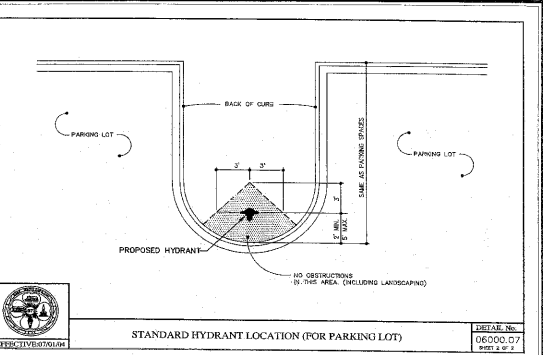 BACK OF CURB
PARKING LOT
PARKING LOT
SAME AS PARKING SPACES
3'
3'
3'
2' MIN.
5' MAX.
PROPOSED HYDRANT
NO OBSTRUCTIONS
IN THIS AREA. (INCLUDING LANDSCAPING)
EFFECTIVE:07/01/04
STANDARD HYDRANT LOCATION (FOR PARKING LOT)
DETAIL No.
06000.07
SHEET 2 OF 2